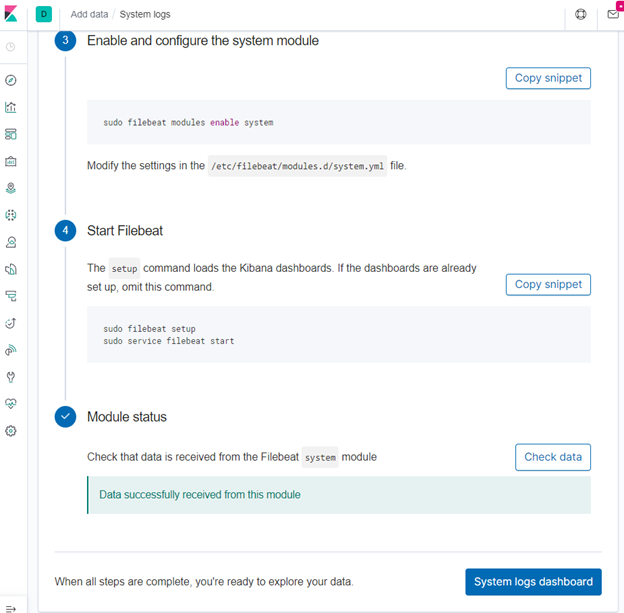 D Add data / System logs
3 Enable and configure the system module
Copy snippet
sudo filebeat modules enable system
Modify the settings in the /etc/filebeat/modules.d/system.yml file.
4 Start Filebeat
The setup command loads the Kibana dashboards. If the dashboards are already
set up, omit this command.
Copy snippet
sudo filebeat setup
sudo service filebeat start
Module status
Check that data is received from the Filebeat system module
Check data
Data successfully received from this module
When all steps are complete, you're ready to explore your data.
System logs dashboard